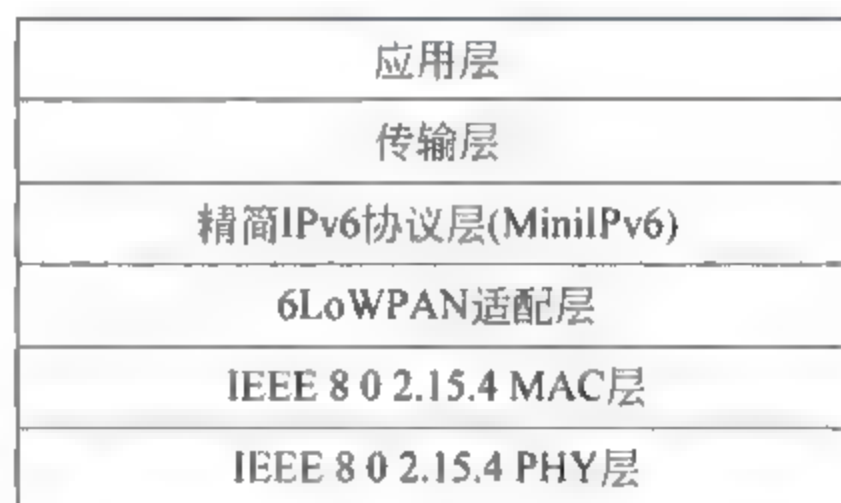 应用层
传输层
精简IPv6协议层(MiniIPv6)
6LoWPAN适配层
IEEE 8 0 2.15.4 MAC层
IEEE 8 0 2.15.4 PHY层